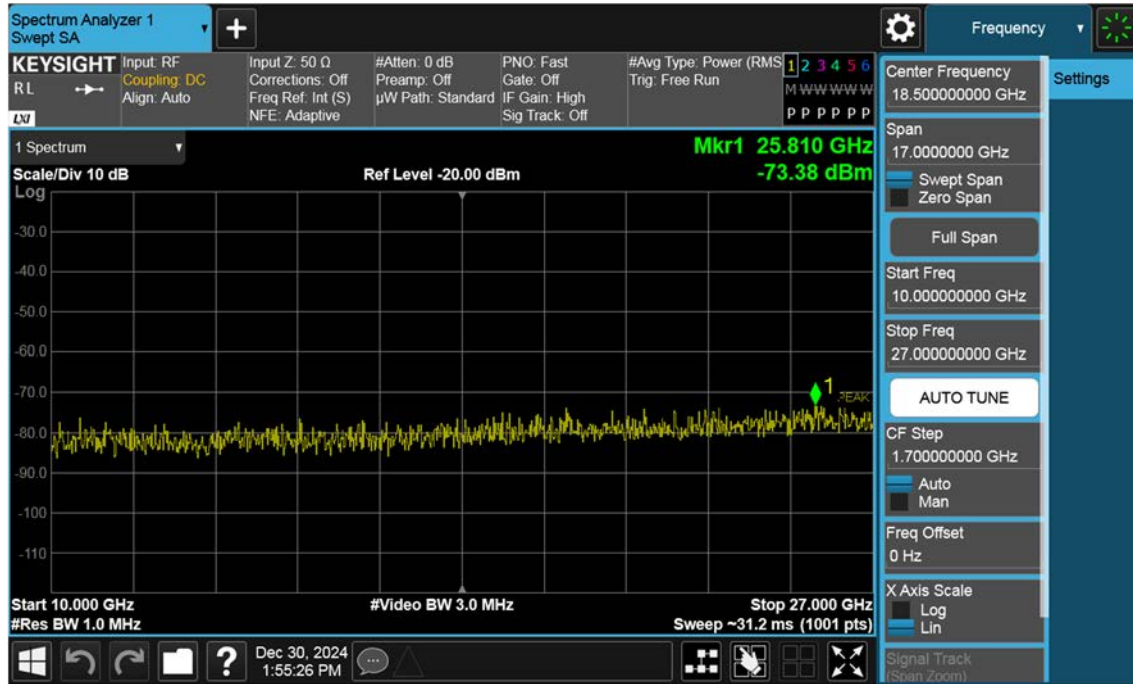 Spectrum Analyzer 1
Swept SA
+
Frequency
KEYSIGHT
R L
LXI
Input: RF
Coupling: DC
Align: Auto
Input Z: 50 Ω
Corrections: Off
Freq Ref: Int (S)
NFE: Adaptive
#Atten: 0 dB
Preamp: Off
µW Path: Standard
PNO: Fast
Gate: Off
IF Gain: High
Sig Track: Off
#Avg Type: Power (RMS
Trig: Free Run
1 2 3 4 5 6
M W W W W W
P P P P P P
1 Spectrum
Mkr1 25.810 GHz
-73.38 dBm
Scale/Div 10 dB
Ref Level -20.00 dBm
Log
-30.0
-40.0
-50.0
-60.0
-70.0
-80.0
-90.0
-100
-110
1
PEAK
Start 10.000 GHz
#Video BW 3.0 MHz
Stop 27.000 GHz
#Res BW 1.0 MHz
Sweep ~31.2 ms (1001 pts)
?
Dec 30, 2024
1:55:26 PM
Center Frequency
18.500000000 GHz
Settings
Span
17.0000000 GHz
Swept Span
Zero Span
Full Span
Start Freq
10.000000000 GHz
Stop Freq
27.000000000 GHz
AUTO TUNE
CF Step
1.700000000 GHz
Auto
Man
Freq Offset
0 Hz
X Axis Scale
Log
Lin
Signal Track
(Span Zoom)